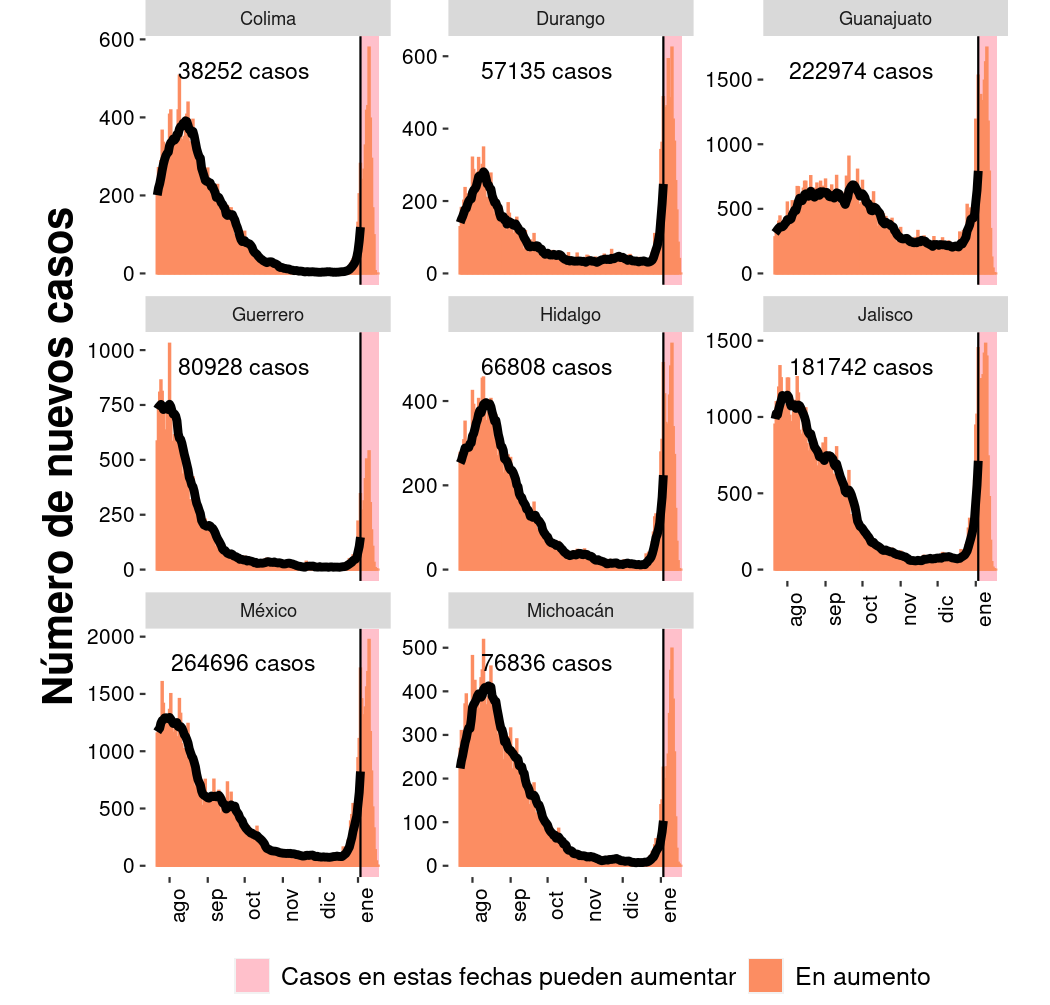 Número de nuevos casos
Colima
600
400
200
0
38252 casos
Durango
600
400
200
0
57135 casos
Guanajuato
1500
1000
500
0
222974 casos
Guerrero
1000
750
500
250
0
80928 casos
Hidalgo
400
200
0
66808 casos
Jalisco
1500
1000
500
0
181742 casos
ago sep oct nov dic ene
México
2000
1500
1000
500
0
264696 casos
ago sep oct nov dic ene
Michoacán
500
400
300
200
100
0
76836 casos
ago sep oct nov dic ene
Casos en estas fechas pueden aumentar En aumento